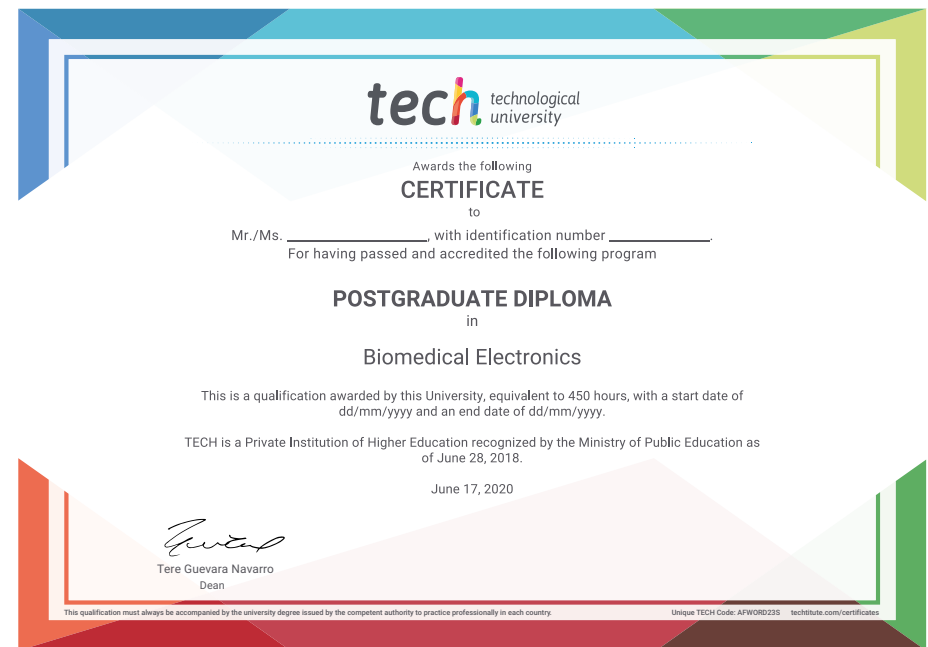 tech technological
university
Awards the following
CERTIFICATE
to
Mr./Ms. ____________________, with identification number ______________.
For having passed and accredited the following program
POSTGRADUATE DIPLOMA
in
Biomedical Electronics
This is a qualification awarded by this University, equivalent to 450 hours, with a start date of
dd/mm/yyyy and an end date of dd/mm/yyyy.
TECH is a Private Institution of Higher Education recognized by the Ministry of Public Education as
of June 28, 2018.
June 17, 2020
Tere Guevara Navarro
Dean
This qualification must always be accompanied by the university degree issued by the competent authority to practice professionally in each country. Unique TECH Code: AFWORD23S techtitute.com/certificates